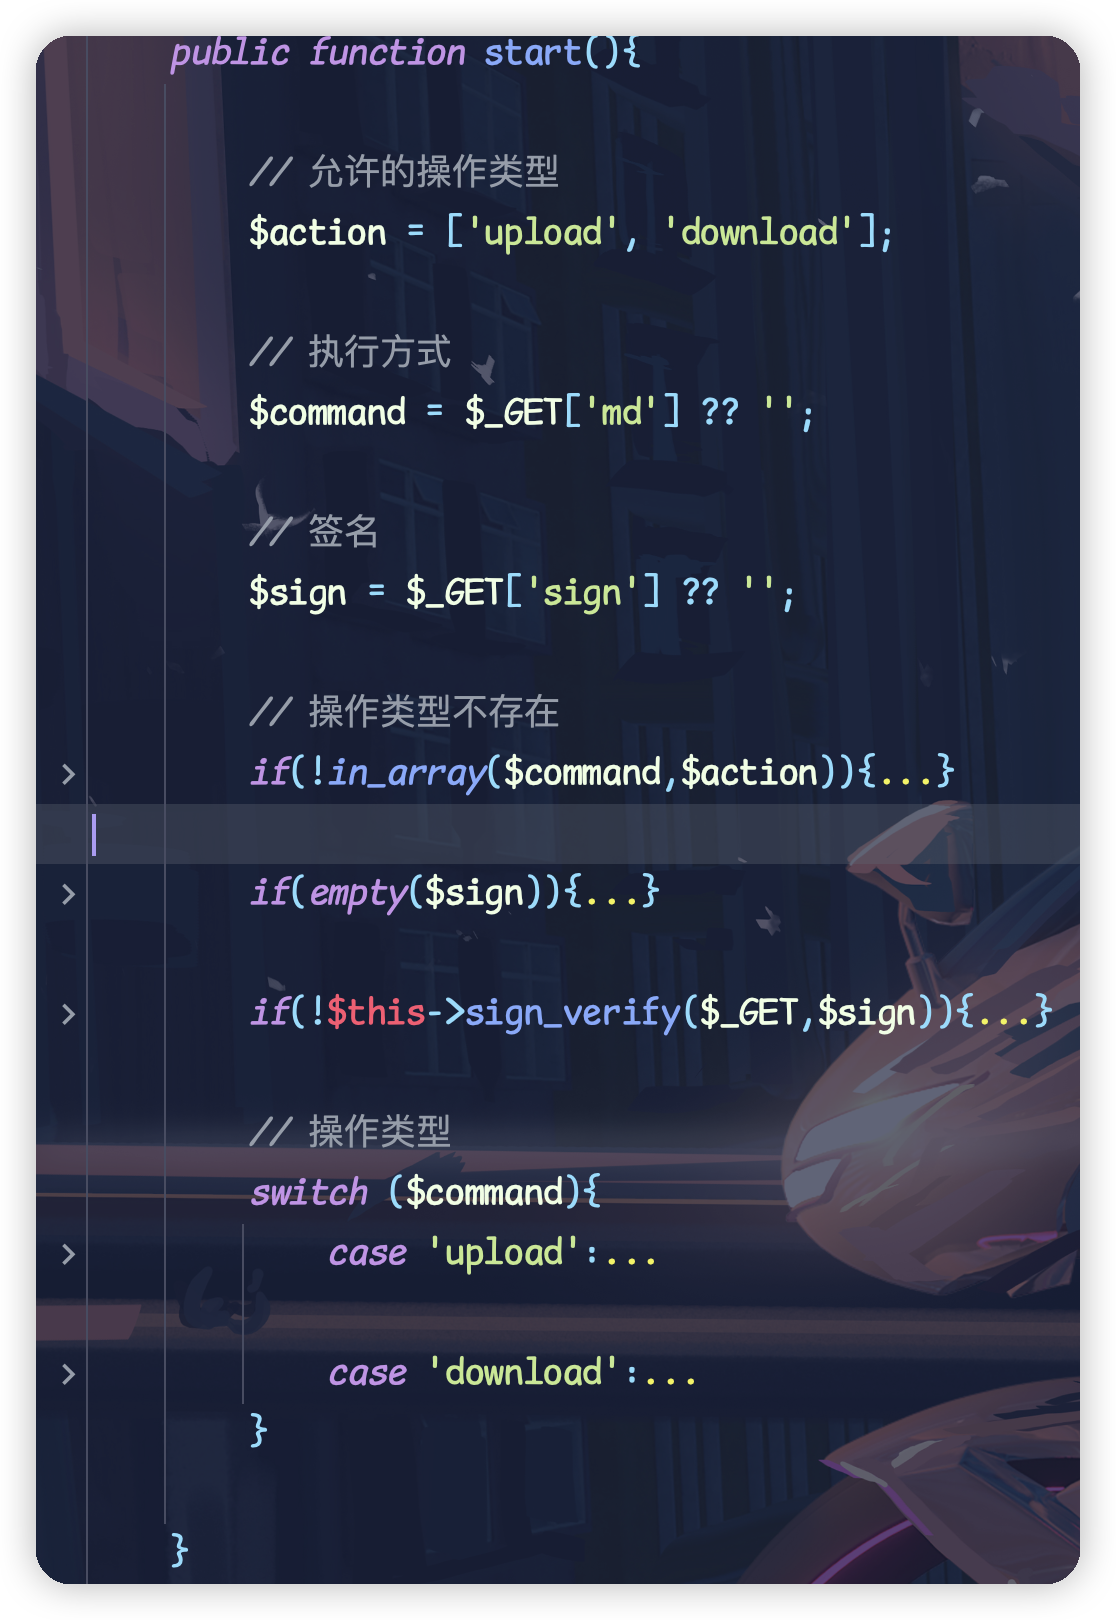 public function start(){
// 允许的操作类型
$action = ['upload', 'download'];
// 执行方式
$command = $_GET['md'] ?? '';
// 签名
$sign = $_GET['sign'] ?? '';
// 操作类型不存在
if(!in_array($command,$action)){...}
if(empty($sign)){...}
if(!$this->sign_verify($_GET,$sign)){...}
// 操作类型
switch ($command){
case 'upload':...
case 'download':...
}
}